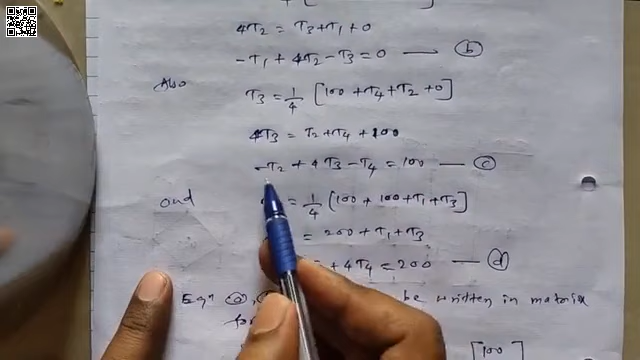 4T₂ = T₃+T₁+0
-T₁ + 4T₂ - T₃ = 0 — (b)
Also T₃ = 1/4 [100 + T₄ + T₂ + 0]
4T₃ = T₂ + T₄ + 100
-T₂ + 4T₃ - T₄ = 100 — (c)
and = 1/4 [100 + 100 + T₁ + T₃]
= 200 + T₁ + T₃
+ 4T₄ = 200 — (d)
Eqn (a), be written in matrix
[100]